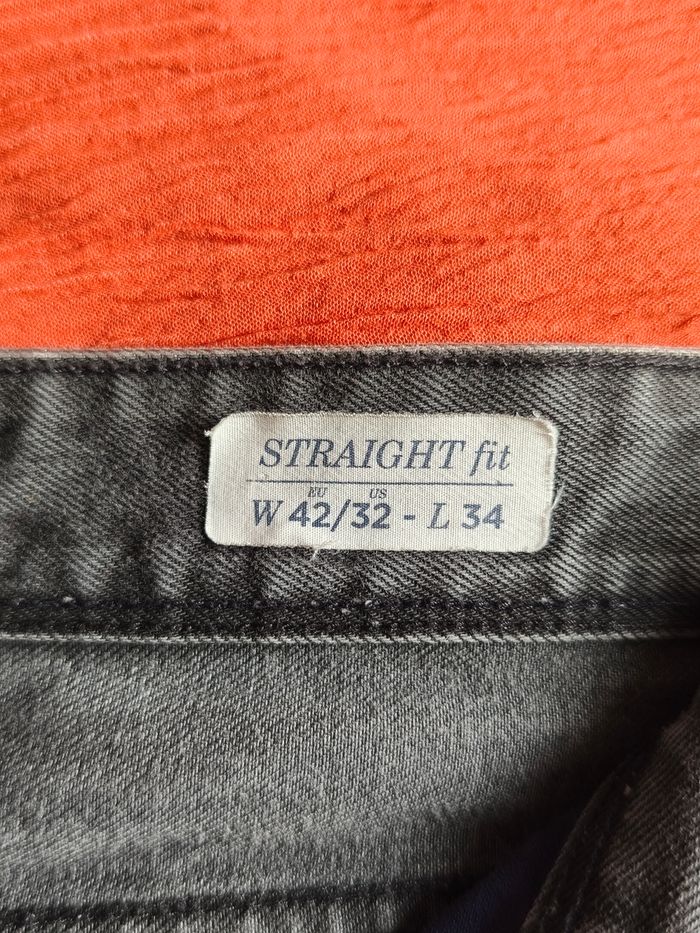 STRAIGHT fit
EU US
W 42/32 - L 34